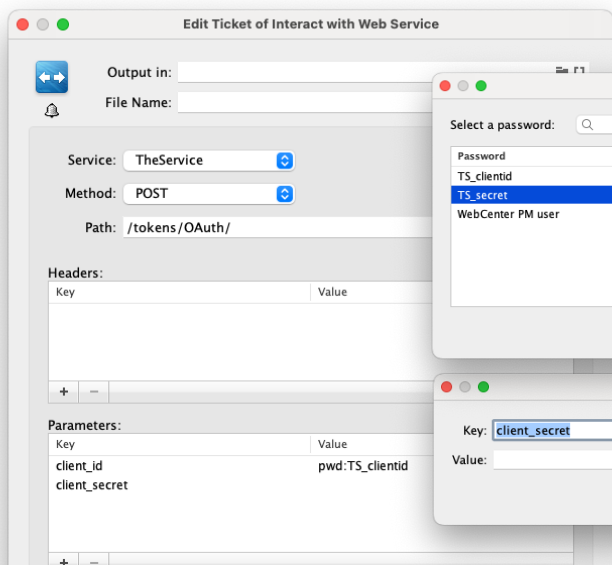 Edit Ticket of Interact with Web Service
Output in:
File Name:
Service: TheService
Method: POST
Path: /tokens/OAuth/
Headers:
Key Value
+ −
Parameters:
Key Value
client_id pwd:TS_clientid
client_secret
+ −
Select a password:
Password
TS_clientid
TS_secret
WebCenter PM user
Key: client_secret
Value: